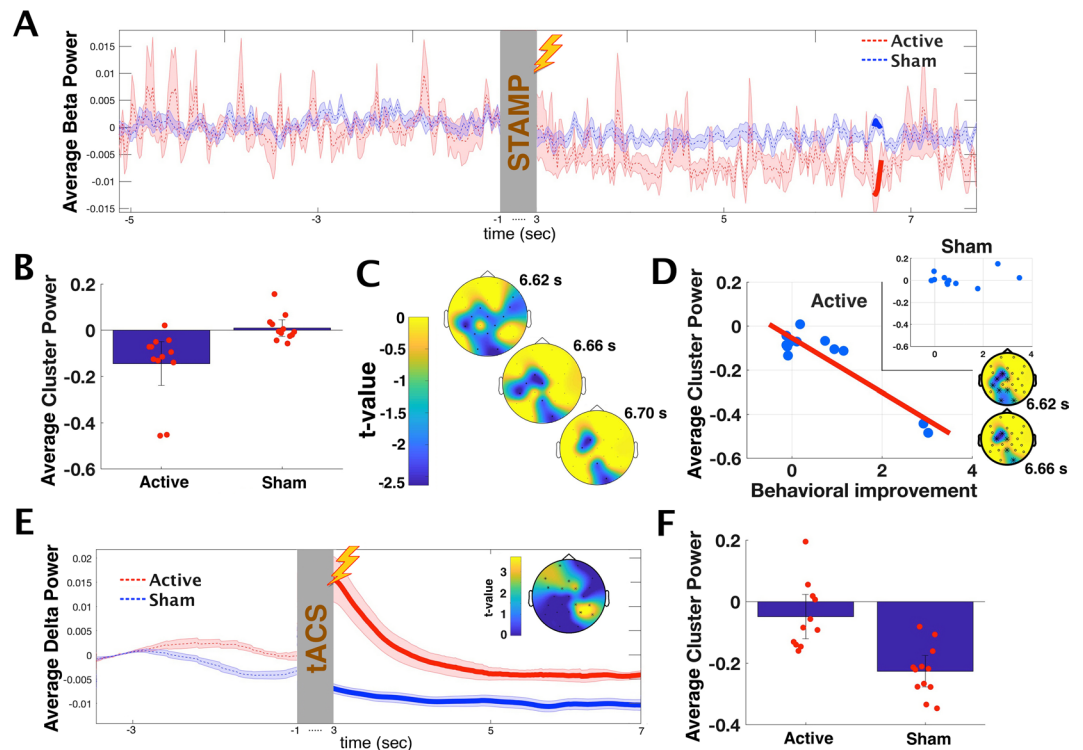 A
Average Beta Power
0.015
0.01
0.005
0
-0.005
-0.01
-0.015
STAMP
Active
Sham
-5
-3
-1
.....
3
5
7
time (sec)
B
Average Cluster Power
0.2
0
-0.2
-0.4
-0.6
Active
Sham
C
t-value
0
-0.5
-1
-1.5
-2
-2.5
6.62 s
6.66 s
6.70 s
D
Average Cluster Power
0.2
0
-0.2
-0.4
-0.6
Active
0
2
4
Behavioral improvement
Sham
0.2
0
-0.2
-0.4
-0.6
0
2
4
6.62 s
6.66 s
E
Average Delta Power
0.02
0.015
0.01
0.005
0
-0.005
-0.01
Active
Sham
tACS
t-value
3
2
1
0
-3
-1
.....
3
5
7
time (sec)
F
Average Cluster Power
0.2
0
-0.2
-0.4
Active
Sham